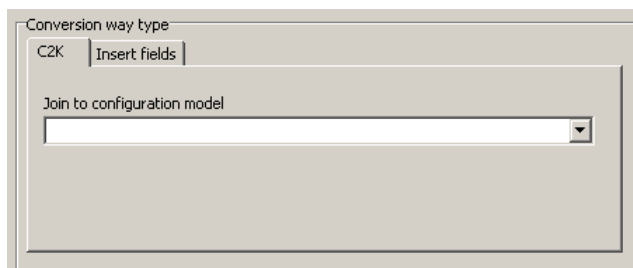 Conversion way type
C2K Insert fields
Join to configuration model